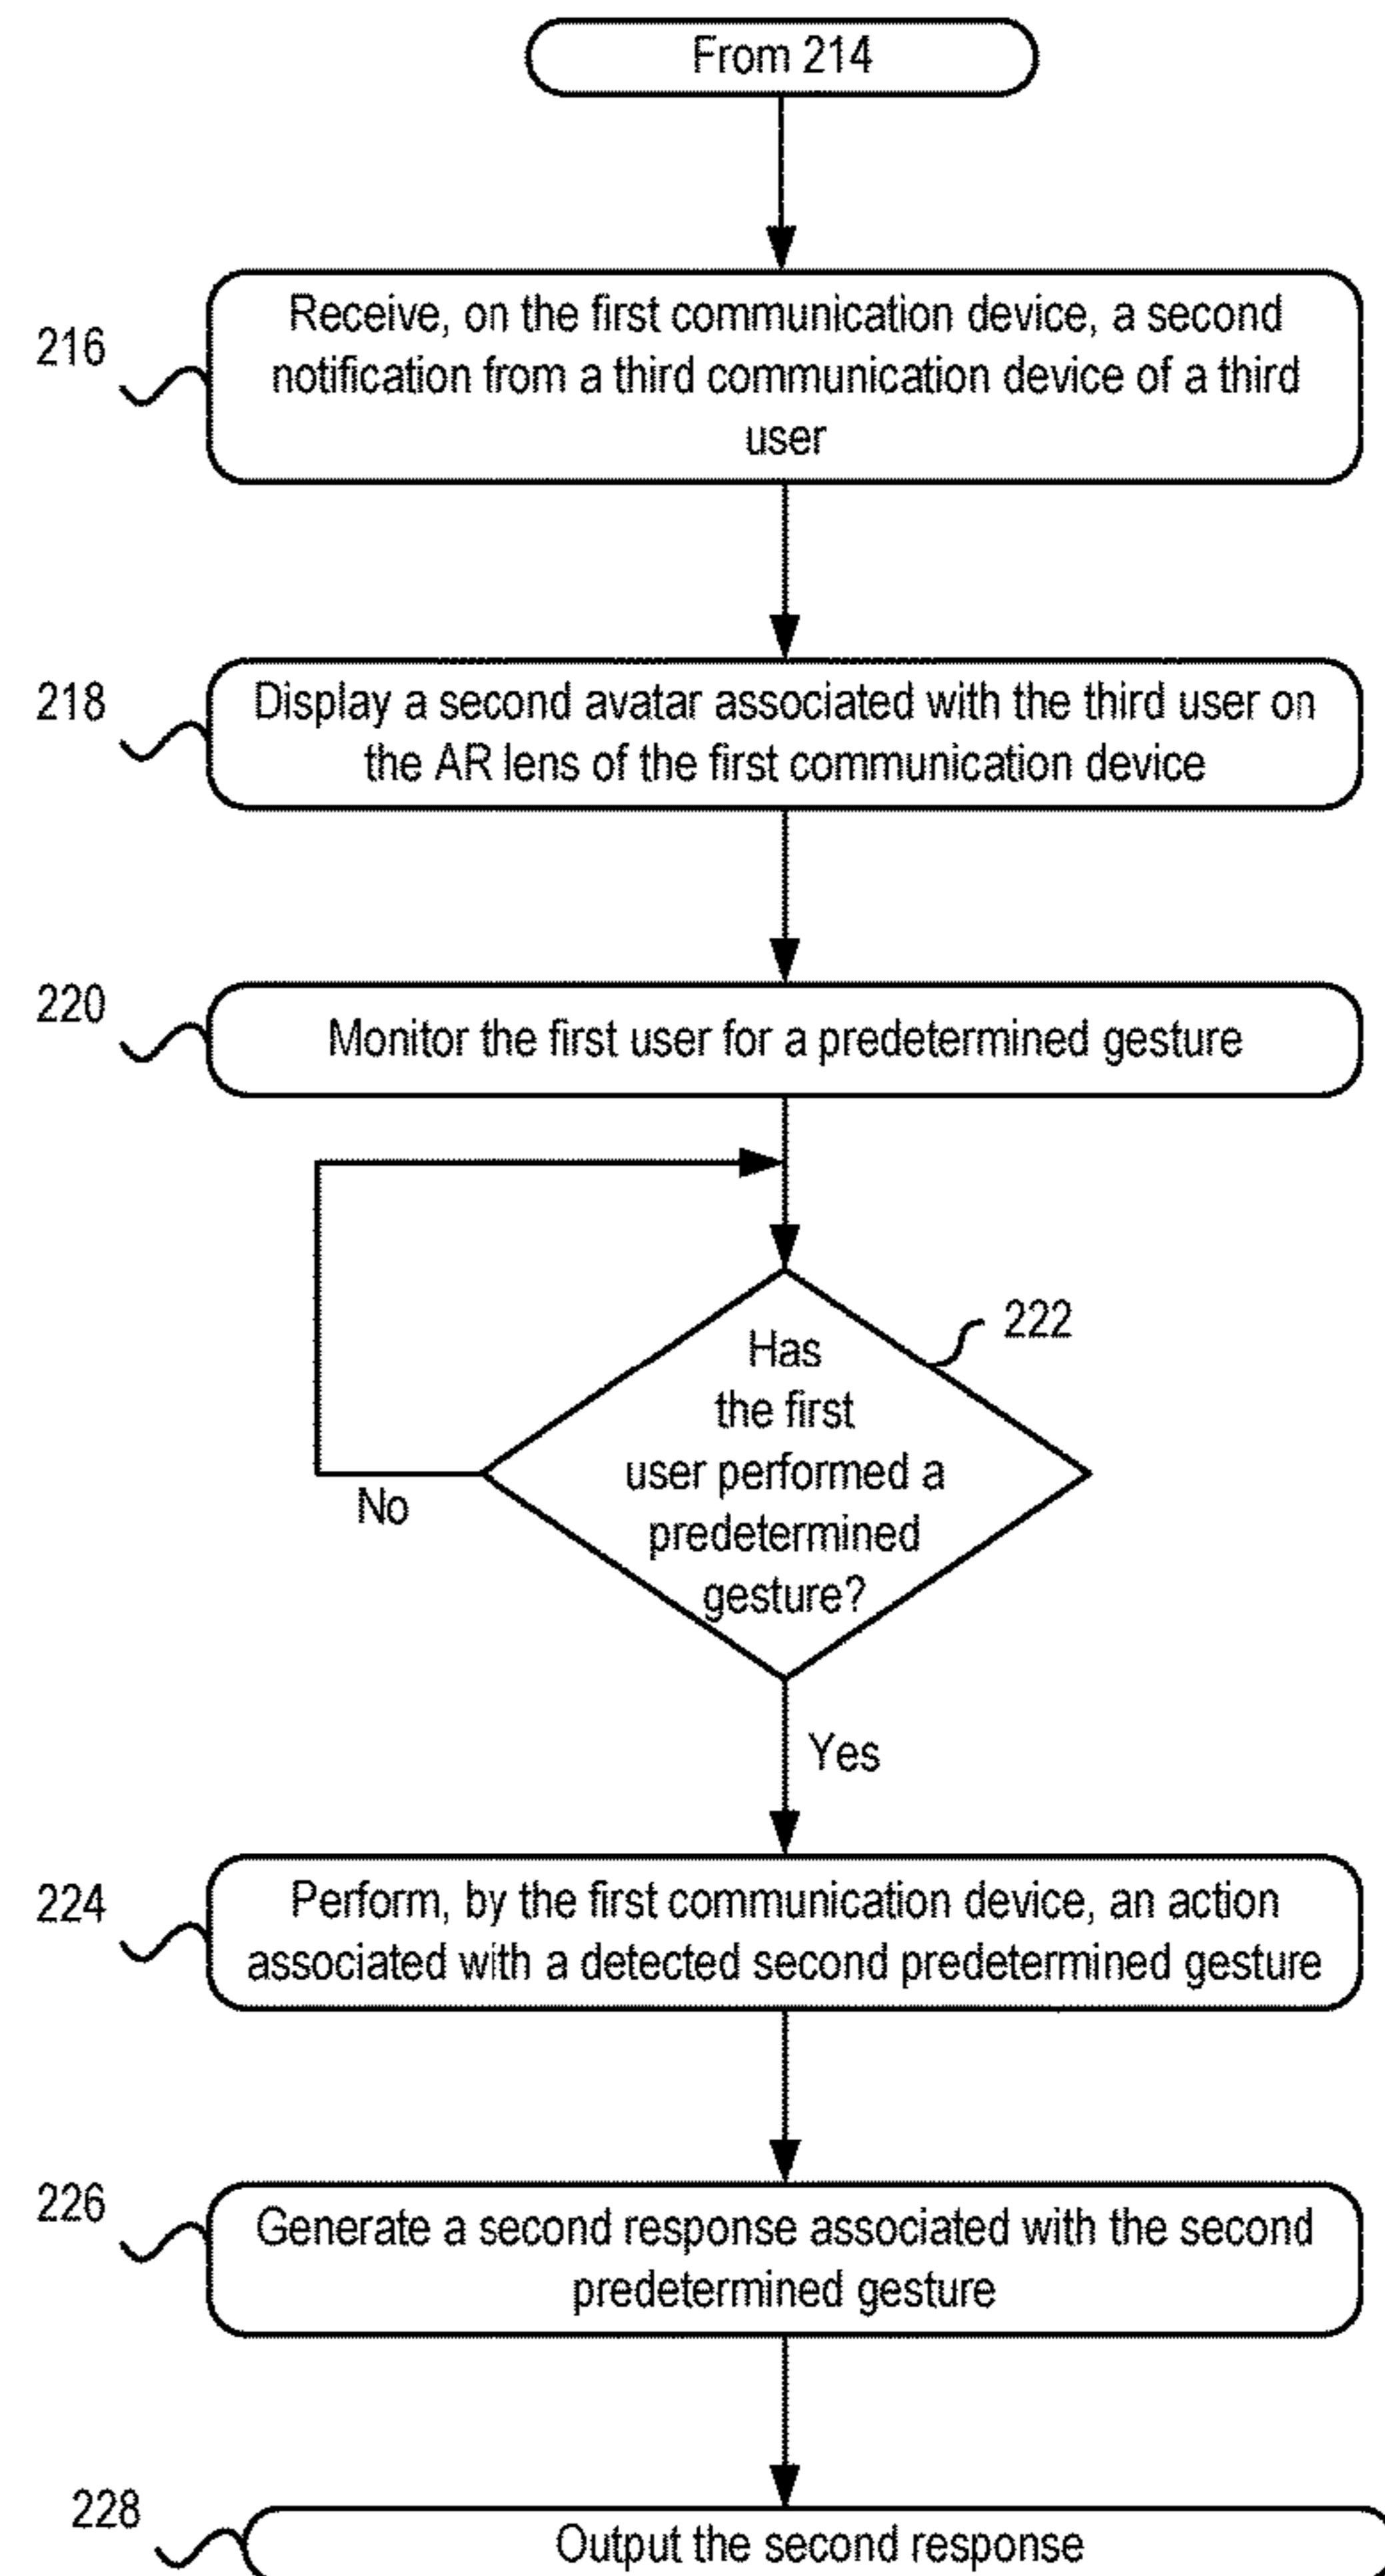 From 214
216
Receive, on the first communication device, a second
notification from a third communication device of a third
user
218
Display a second avatar associated with the third user on
the AR lens of the first communication device
220
Monitor the first user for a predetermined gesture
222
Has
the first
user performed a
predetermined
gesture?
No
Yes
224
Perform, by the first communication device, an action
associated with a detected second predetermined gesture
226
Generate a second response associated with the second
predetermined gesture
228
Output the second response